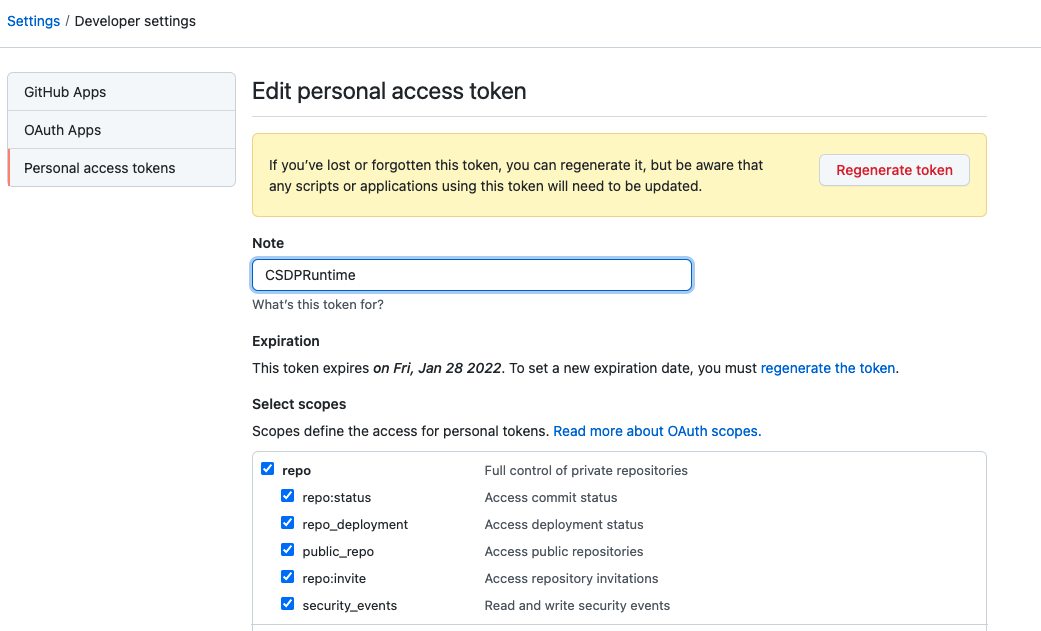 Settings / Developer settings
GitHub Apps
OAuth Apps
Personal access tokens
Edit personal access token
If you’ve lost or forgotten this token, you can regenerate it, but be aware that
any scripts or applications using this token will need to be updated.
Regenerate token
Note
CSDPRuntime
What’s this token for?
Expiration
This token expires on Fri, Jan 28 2022. To set a new expiration date, you must regenerate the token.
Select scopes
Scopes define the access for personal tokens. Read more about OAuth scopes.
repo Full control of private repositories
repo:status Access commit status
repo_deployment Access deployment status
public_repo Access public repositories
repo:invite Access repository invitations
security_events Read and write security events